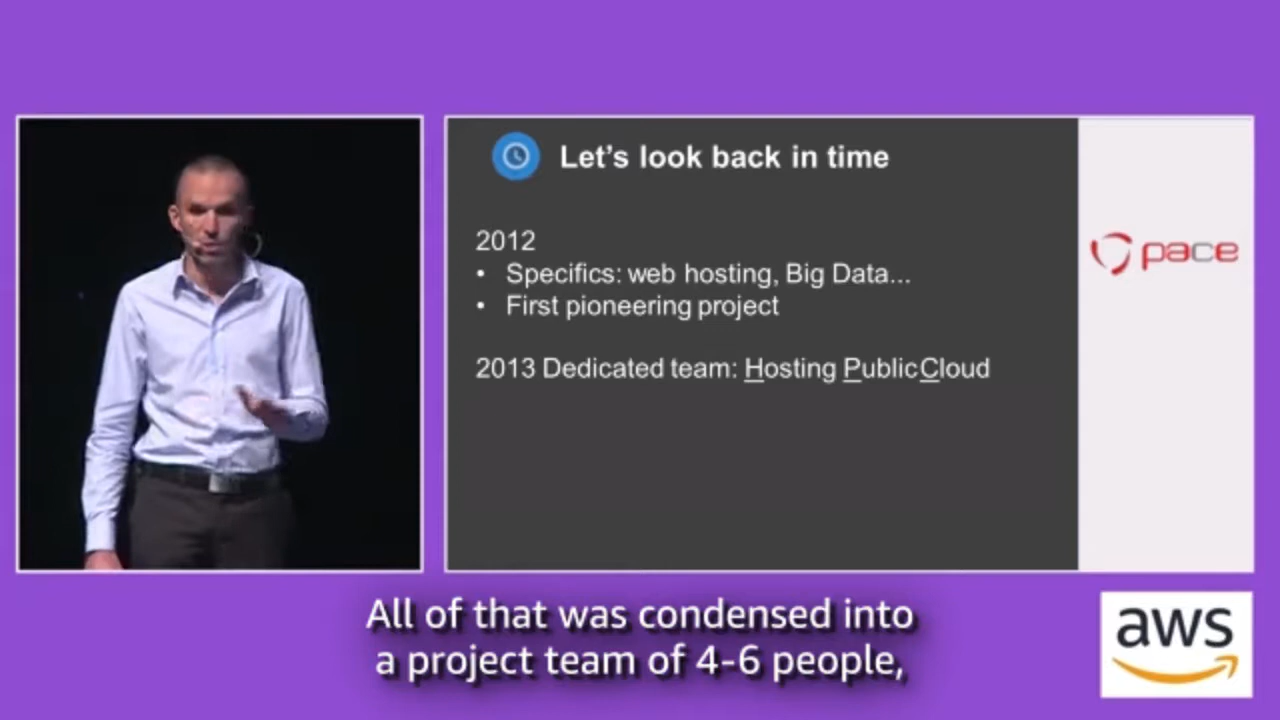 Let's look back in time
2012
• Specifics: web hosting, Big Data...
• First pioneering project
2013 Dedicated team: Hosting Public Cloud
pace
All of that was condensed into
a project team of 4-6 people,
aws